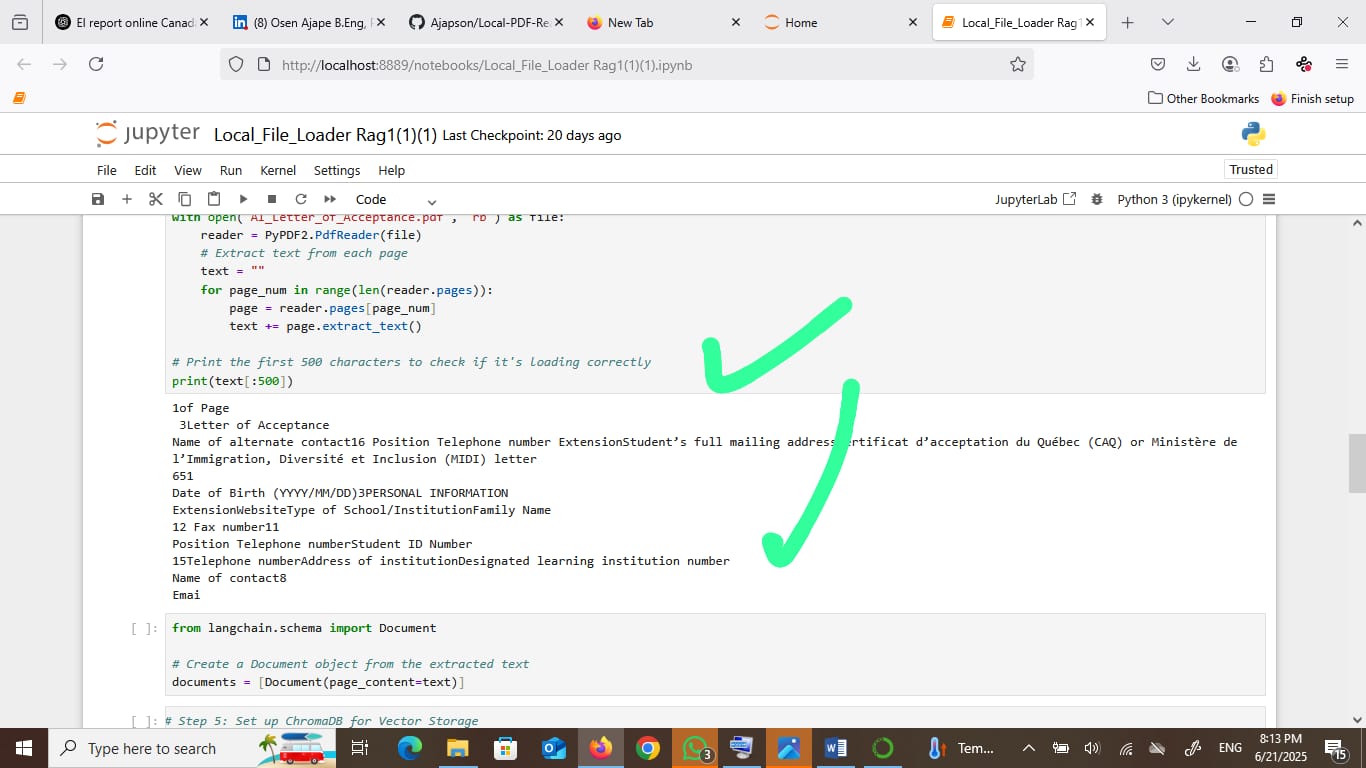 El report online Canad
(8) Osen Ajape B.Eng, P
Ajapson/Local-PDF-Re
New Tab
Home
Local_File_Loader Rag1
http://localhost:8889/notebooks/Local_File_Loader Rag1(1)(1).ipynb
Other Bookmarks
Finish setup
jupyter Local_File_Loader Rag1(1)(1) Last Checkpoint: 20 days ago
File Edit View Run Kernel Settings Help
Trusted
Code
JupyterLab
Python 3 (ipykernel)
with open("AI_Letter_of_Acceptance.pdf", "rb") as file:
    reader = PyPDF2.PdfReader(file)
    # Extract text from each page
    text = ""
    for page_num in range(len(reader.pages)):
        page = reader.pages[page_num]
        text += page.extract_text()
# Print the first 500 characters to check if it's loading correctly
print(text[:500])
1of Page
 3Letter of Acceptance
Name of alternate contact16 Position Telephone number ExtensionStudent’s full mailing address ertificat d’acceptation du Québec (CAQ) or Ministère de
l’Immigration, Diversité et Inclusion (MIDI) letter
651
Date of Birth (YYYY/MM/DD)3PERSONAL INFORMATION
ExtensionWebsiteType of School/InstitutionFamily Name
12 Fax number11
Position Telephone numberStudent ID Number
15Telephone numberAddress of institutionDesignated learning institution number
Name of contact8
Emai
[ ]: from langchain.schema import Document
# Create a Document object from the extracted text
documents = [Document(page_content=text)]
[ ]: # Step 5: Set up ChromaDB for Vector Storage
Type here to search
3
Tem...
ENG
8:13 PM
6/21/2025
15